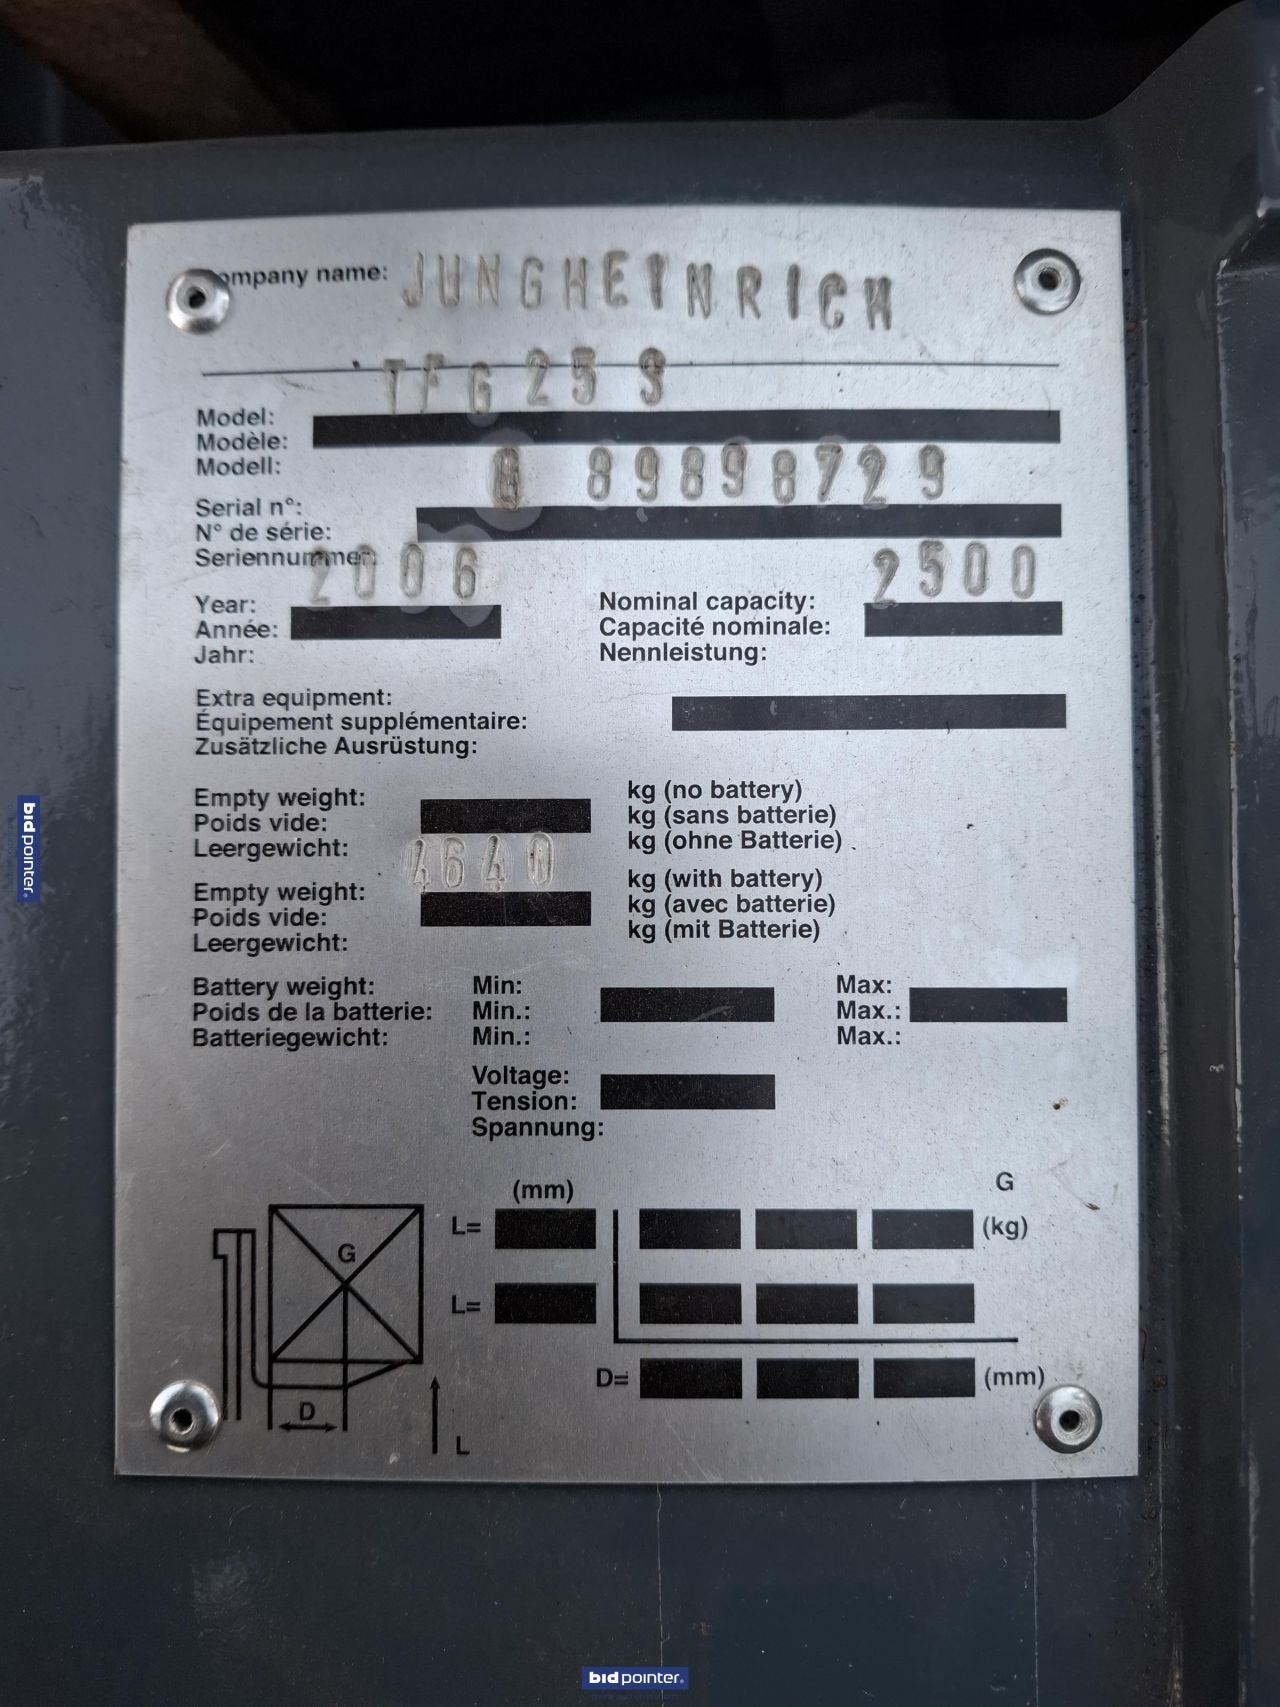 Company name: JUNGHEINRICH
TFG 25 S
Model:
Modèle:
Modell:
89898729
Serial n°:
N° de série:
Seriennummer:
2006
2500
Year:
Année:
Jahr:
Nominal capacity:
Capacité nominale:
Nennleistung:
Extra equipment:
Équipement supplémentaire:
Zusätzliche Ausrüstung:
Empty weight: kg (no battery)
Poids vide: kg (sans batterie)
Leergewicht: kg (ohne Batterie)
4640
Empty weight: kg (with battery)
Poids vide: kg (avec batterie)
Leergewicht: kg (mit Batterie)
Battery weight: Min: Max:
Poids de la batterie: Min.: Max.:
Batteriegewicht: Min.: Max.:
Voltage:
Tension:
Spannung:
(mm) G
L= (kg)
G
L=
D= (mm)
D
L
bidpointer.
bidpointer.